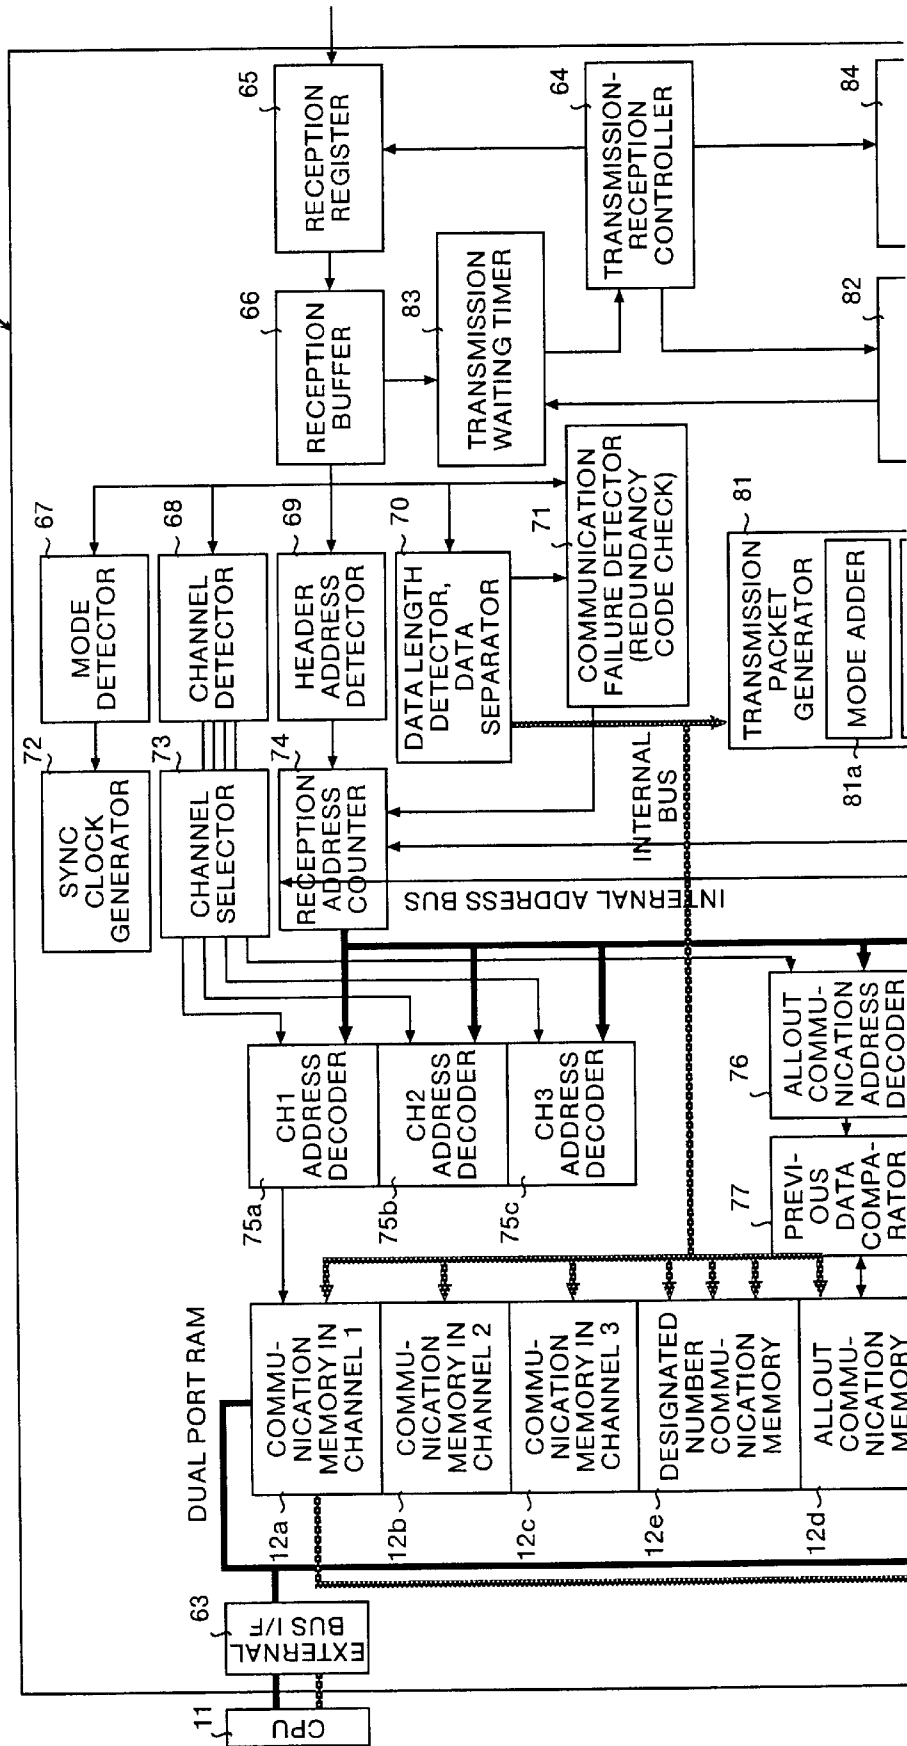 65
RECEPTION
REGISTER
64
TRANSMISSION-
RECEPTION
CONTROLLER
84
66
RECEPTION
BUFFER
83
TRANSMISSION
WAITING TIMER
82
67
MODE
DETECTOR
68
CHANNEL
DETECTOR
69
HEADER
ADDRESS
DETECTOR
70
DATA LENGTH
DETECTOR,
DATA
SEPARATOR
71
COMMUNICATION
FAILURE DETECTOR
(REDUNDANCY
CODE CHECK)
81
TRANSMISSION
PACKET
GENERATOR
MODE ADDER
81a
72
SYNC
CLOCK
GENERATOR
73
CHANNEL
SELECTOR
74
RECEPTION
ADDRESS
COUNTER
INTERNAL
BUS
INTERNAL ADDRESS BUS
CH1
ADDRESS
DECODER
75a
CH2
ADDRESS
DECODER
75b
CH3
ADDRESS
DECODER
75c
76
ALLOUT
COMMU-
NICATION
ADDRESS
DECODER
77
PREVI-
OUS
DATA
COMPA-
RATOR
DUAL PORT RAM
COMMU-
NICATION
MEMORY IN
CHANNEL 1
12a
COMMU-
NICATION
MEMORY IN
CHANNEL 2
12b
COMMU-
NICATION
MEMORY IN
CHANNEL 3
12c
DESIGNATED
NUMBER
COMMU-
NICATION
MEMORY
12e
ALLOUT
COMMU-
NICATION
MEMORY
12d
63
EXTERNAL
BUS I/F
11
CPU